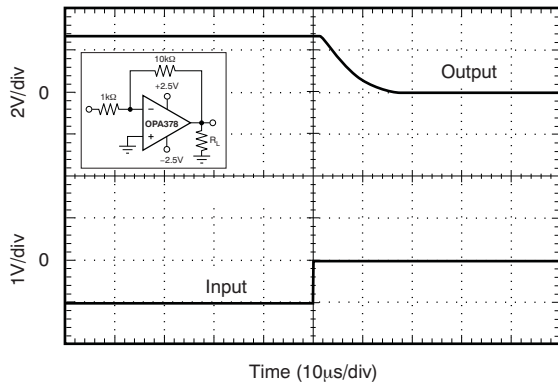 2V/div
0
1kΩ
10kΩ
+2.5V
OPA378
−2.5V
R_L
Output
1V/div
0
Input
Time (10μs/div)